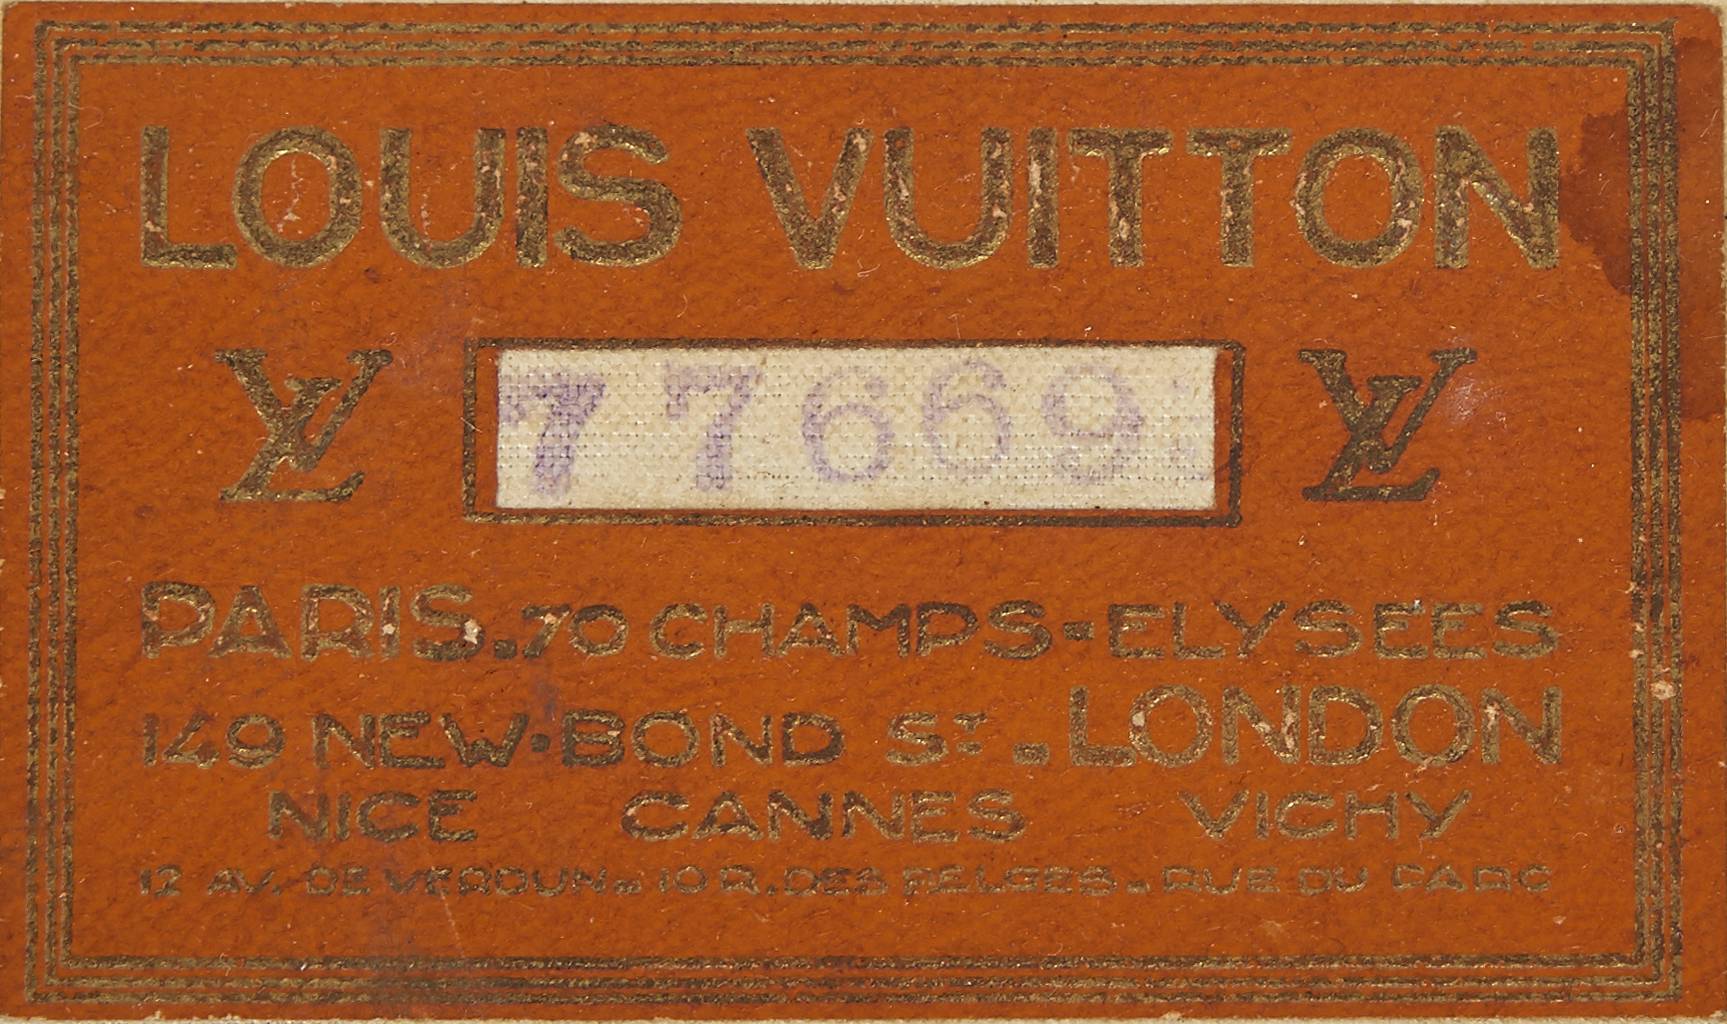 LOUIS VUITTON
LV 77669 LV
PARIS.70 CHAMPS-ELYSEES
149 NEW·BOND ST. LONDON
NICE CANNES VICHY
12 AV. DE VERDUN. 10 R. DES BELGES. RUE DU PARC